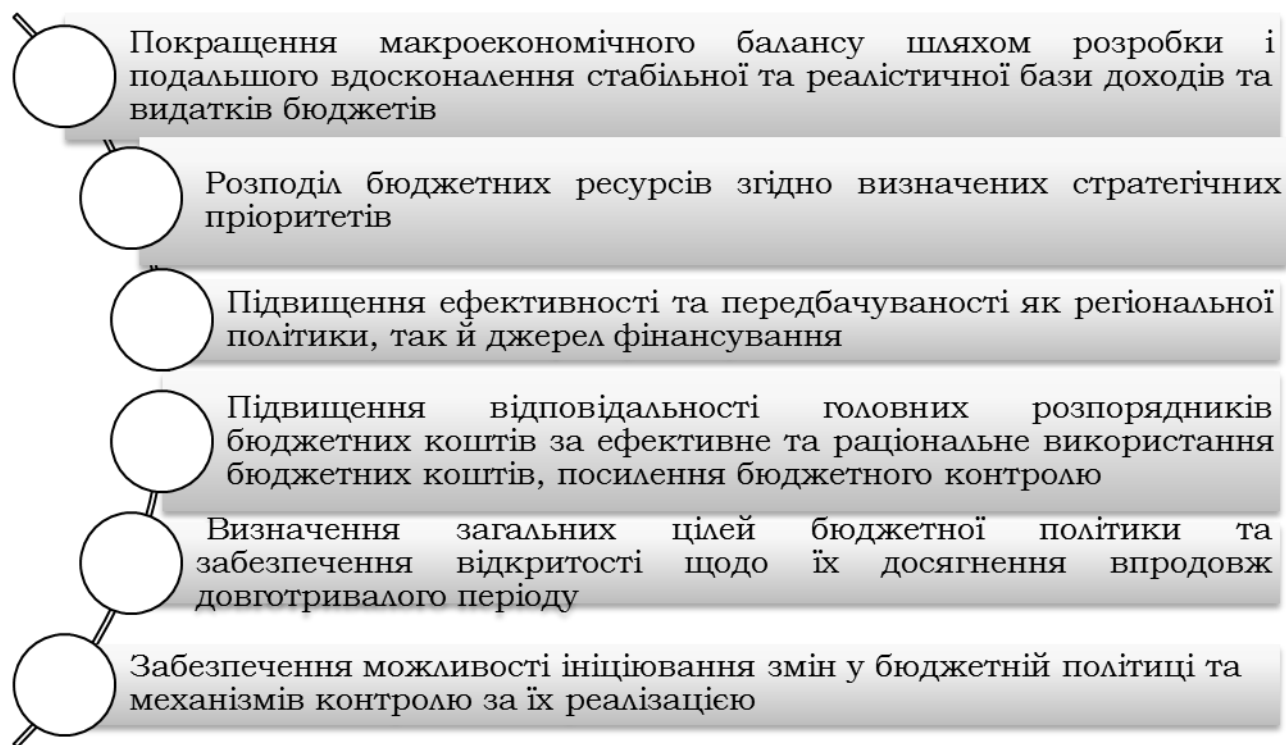 Покращення макроекономічного балансу шляхом розробки і
подальшого вдосконалення стабільної та реалістичної бази доходів та
видатків бюджетів
Розподіл бюджетних ресурсів згідно визначених стратегічних
пріоритетів
Підвищення ефективності та передбачуваності як регіональної
політики, так й джерел фінансування
Підвищення відповідальності головних розпорядників
бюджетних коштів за ефективне та раціональне використання
бюджетних коштів, посилення бюджетного контролю
Визначення загальних цілей бюджетної політики та
забезпечення відкритості щодо їх досягнення впродовж
довготривалого періоду
Забезпечення можливості ініціювання змін у бюджетній політиці та
механізмів контролю за їх реалізацією